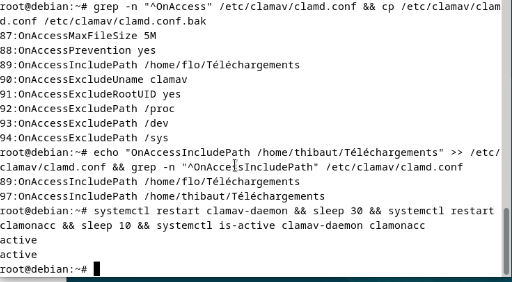 root@debian:~# grep -n "^OnAccess" /etc/clamav/clamd.conf && cp /etc/clamav/clam
d.conf /etc/clamav/clamd.conf.bak
87:OnAccessMaxFileSize 5M
88:OnAccessPrevention yes
89:OnAccessIncludePath /home/flo/Téléchargements
90:OnAccessExcludeUname clamav
91:OnAccessExcludeRootUID yes
92:OnAccessExcludePath /proc
93:OnAccessExcludePath /dev
94:OnAccessExcludePath /sys
root@debian:~# echo "OnAccessIncludePath /home/thibaut/Téléchargements" >> /etc/
clamav/clamd.conf && grep -n "^OnAccessIncludePath" /etc/clamav/clamd.conf
89:OnAccessIncludePath /home/flo/Téléchargements
97:OnAccessIncludePath /home/thibaut/Téléchargements
root@debian:~# systemctl restart clamav-daemon && sleep 30 && systemctl restart
clamonacc && sleep 10 && systemctl is-active clamav-daemon clamonacc
active
active
root@debian:~#